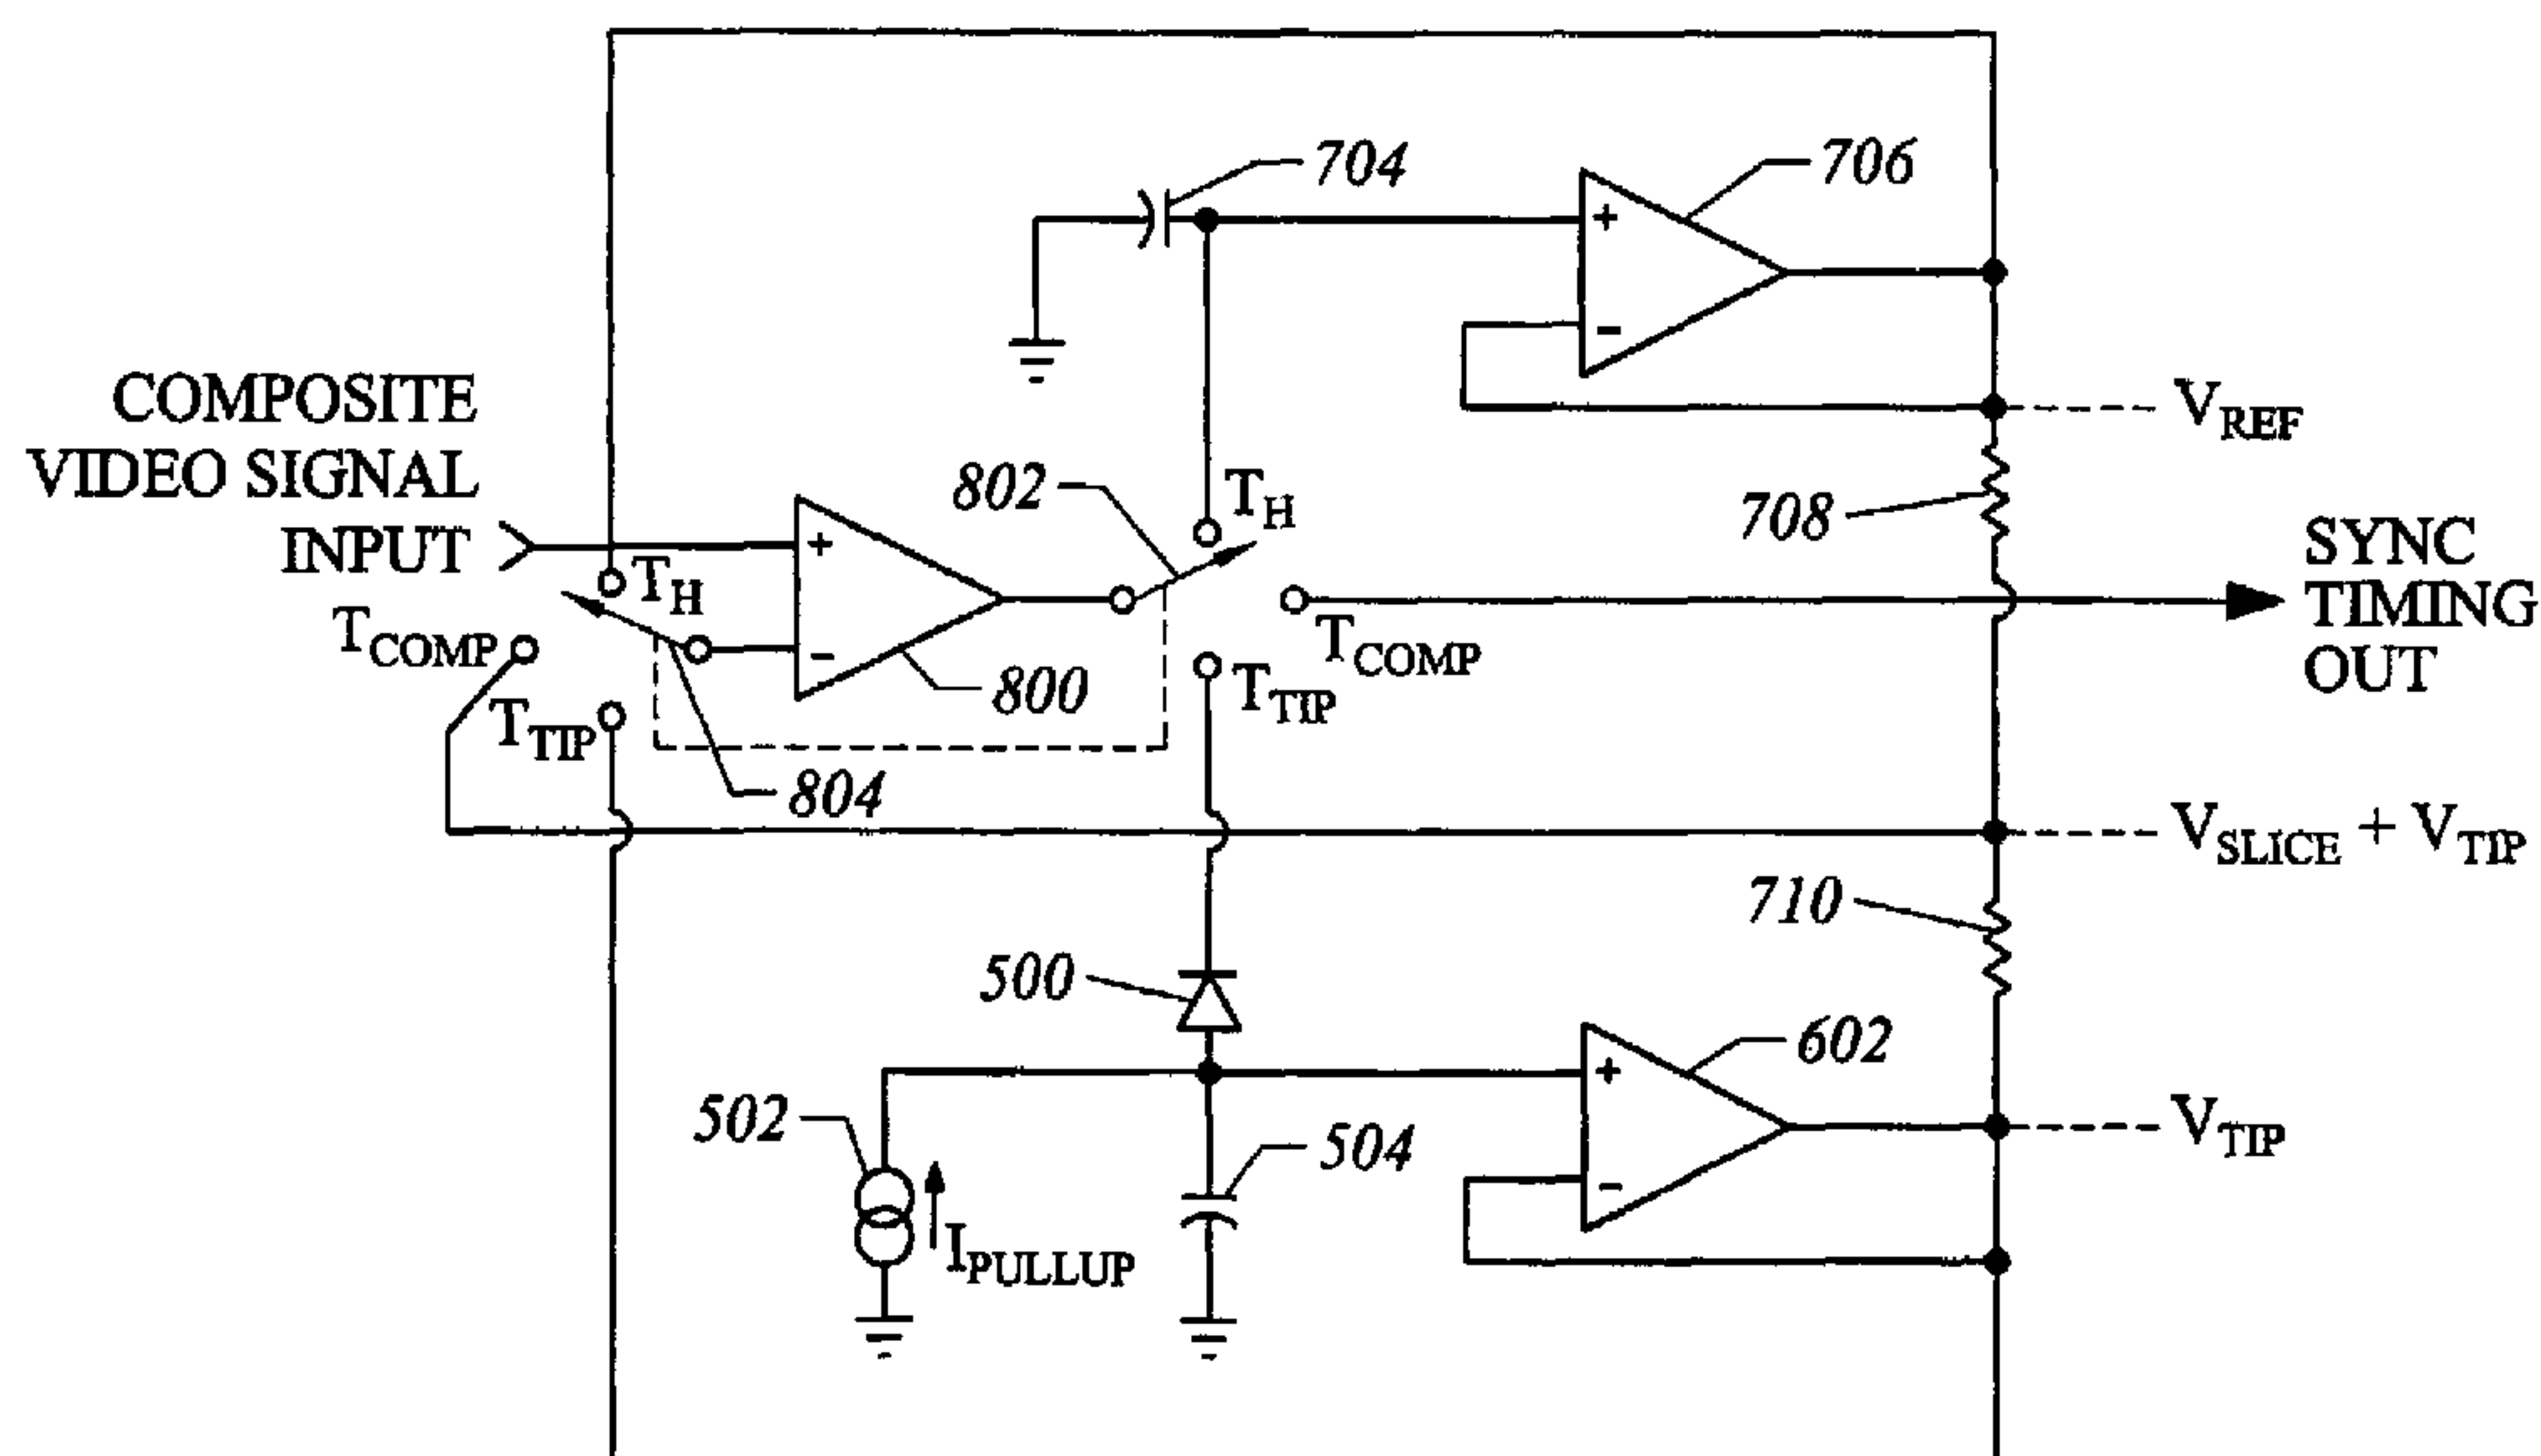 704
706
COMPOSITE
VIDEO SIGNAL
INPUT
+
-
V_REF
802
T_H
708
SYNC
TIMING
OUT
+
T_H
T_COMP
-
800
T_COMP
T_TIP
T_TIP
804
V_SLICE + V_TIP
710
500
602
502
+
-
504
V_TIP
I_PULLUP